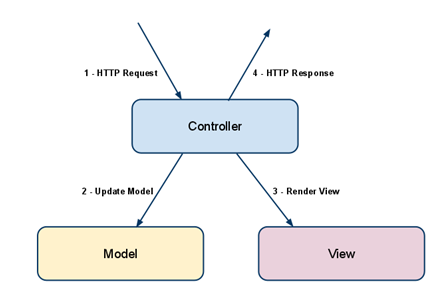 1 - HTTP Request
4 - HTTP Response
Controller
2 - Update Model
3 - Render View
Model
View